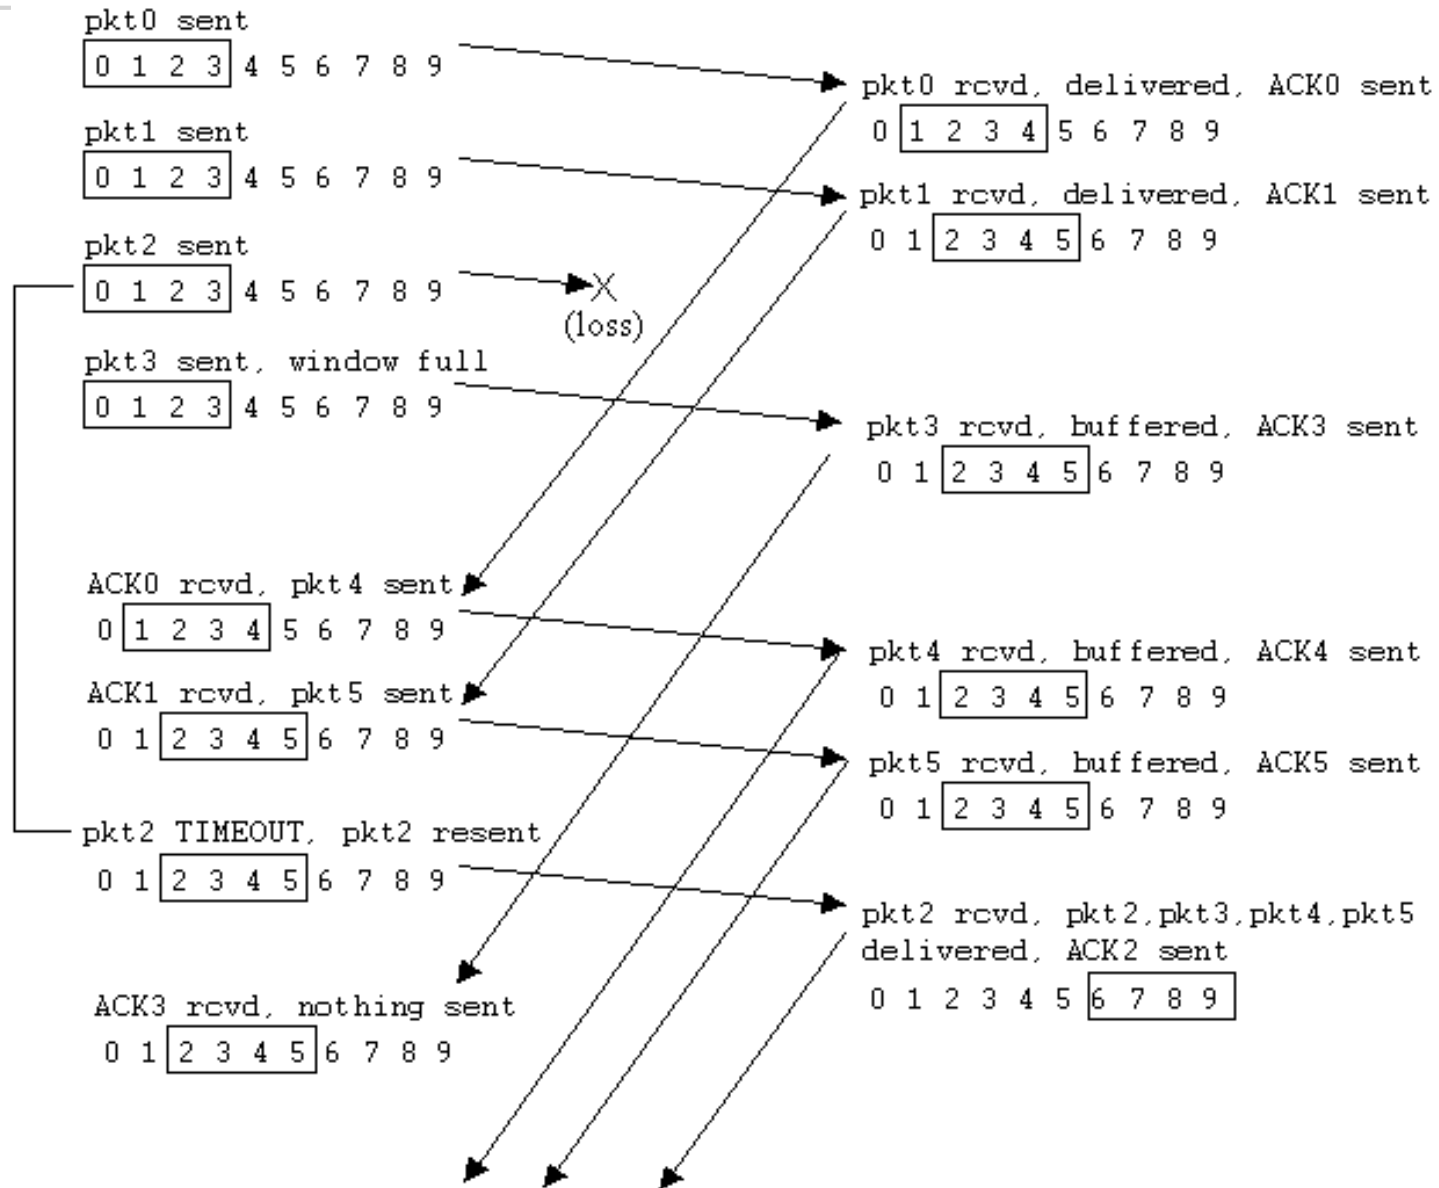 pkt0 sent
0 1 2 3 4 5 6 7 8 9
pkt1 sent
0 1 2 3 4 5 6 7 8 9
pkt2 sent
0 1 2 3 4 5 6 7 8 9
(loss)
pkt3 sent, window full
0 1 2 3 4 5 6 7 8 9
ACK0 rcvd, pkt4 sent
0 1 2 3 4 5 6 7 8 9
ACK1 rcvd, pkt5 sent
0 1 2 3 4 5 6 7 8 9
pkt2 TIMEOUT, pkt2 resent
0 1 2 3 4 5 6 7 8 9
ACK3 rcvd, nothing sent
0 1 2 3 4 5 6 7 8 9
pkt0 rcvd, delivered, ACK0 sent
0 1 2 3 4 5 6 7 8 9
pkt1 rcvd, delivered, ACK1 sent
0 1 2 3 4 5 6 7 8 9
pkt3 rcvd, buffered, ACK3 sent
0 1 2 3 4 5 6 7 8 9
pkt4 rcvd, buffered, ACK4 sent
0 1 2 3 4 5 6 7 8 9
pkt5 rcvd, buffered, ACK5 sent
0 1 2 3 4 5 6 7 8 9
pkt2 rcvd, pkt2,pkt3,pkt4,pkt5
delivered, ACK2 sent
0 1 2 3 4 5 6 7 8 9